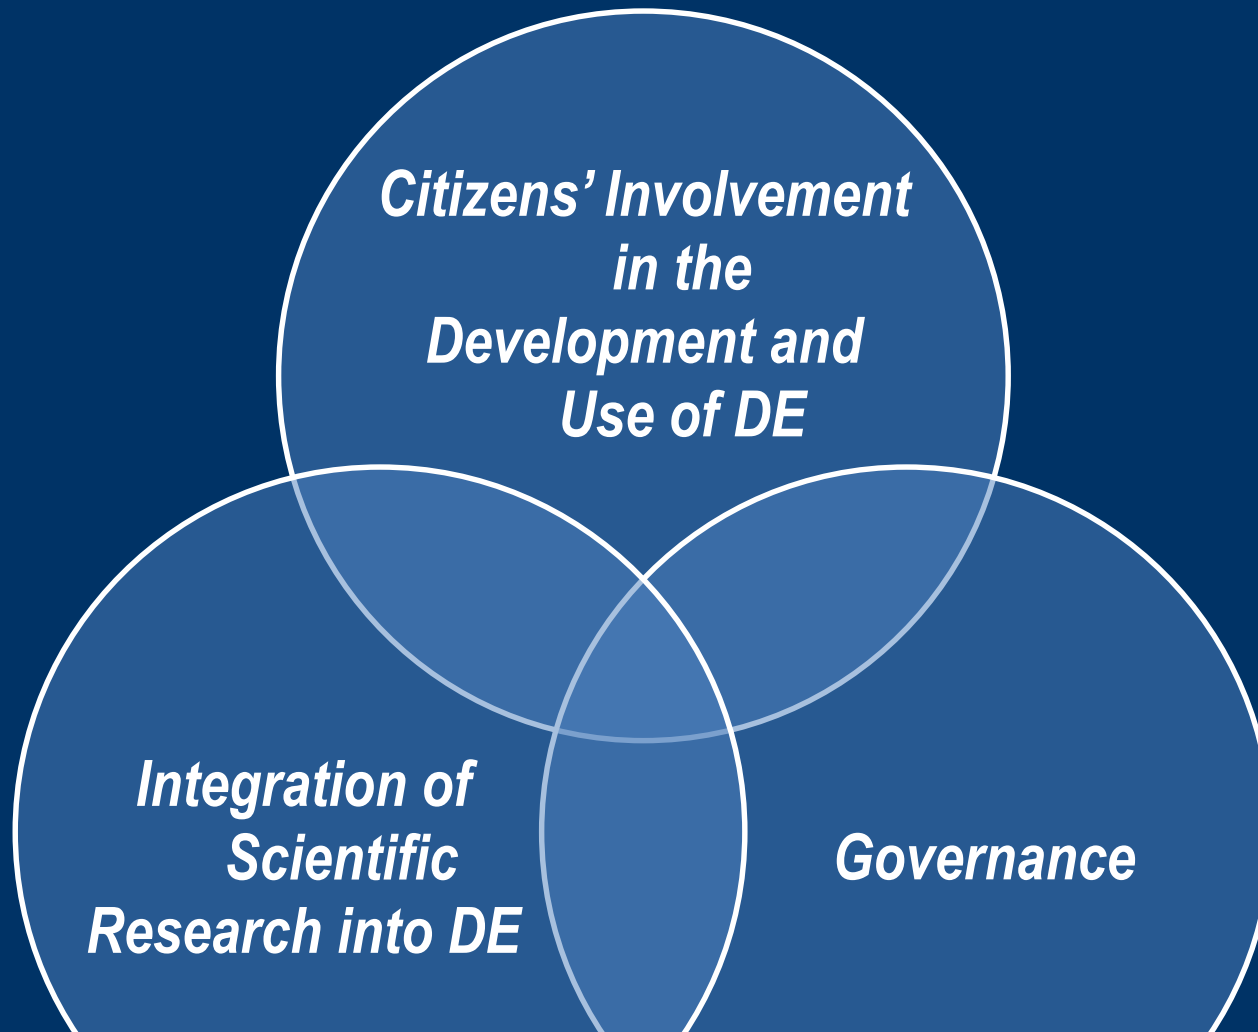 Citizens’ Involvement
in the
Development and
Use of DE
Integration of
Scientific
Research into DE
Governance